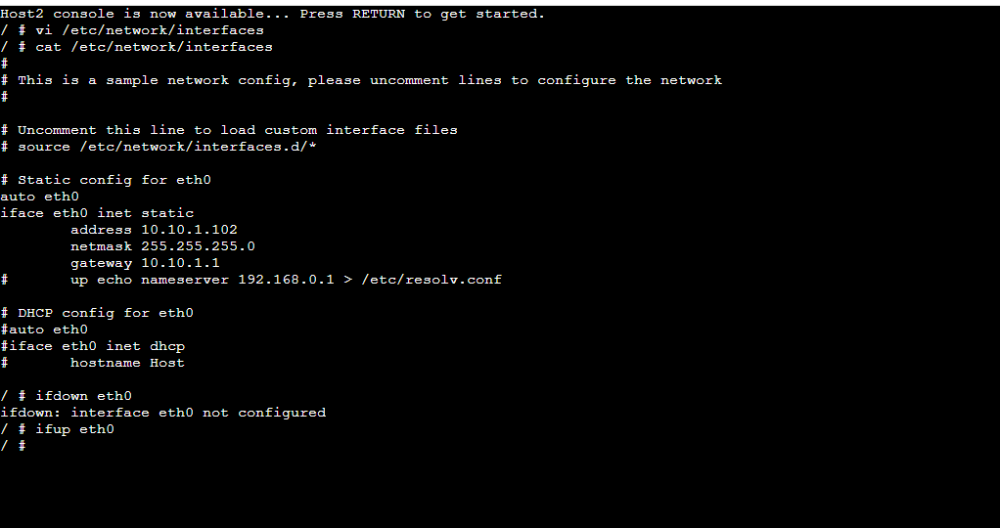 Host2 console is now available... Press RETURN to get started.
/ # vi /etc/network/interfaces
/ # cat /etc/network/interfaces
#
# This is a sample network config, please uncomment lines to configure the network
#
# Uncomment this line to load custom interface files
# source /etc/network/interfaces.d/*
# Static config for eth0
auto eth0
iface eth0 inet static
        address 10.10.1.102
        netmask 255.255.255.0
        gateway 10.10.1.1
#       up echo nameserver 192.168.0.1 > /etc/resolv.conf
# DHCP config for eth0
#auto eth0
#iface eth0 inet dhcp
#       hostname Host
/ # ifdown eth0
ifdown: interface eth0 not configured
/ # ifup eth0
/ #